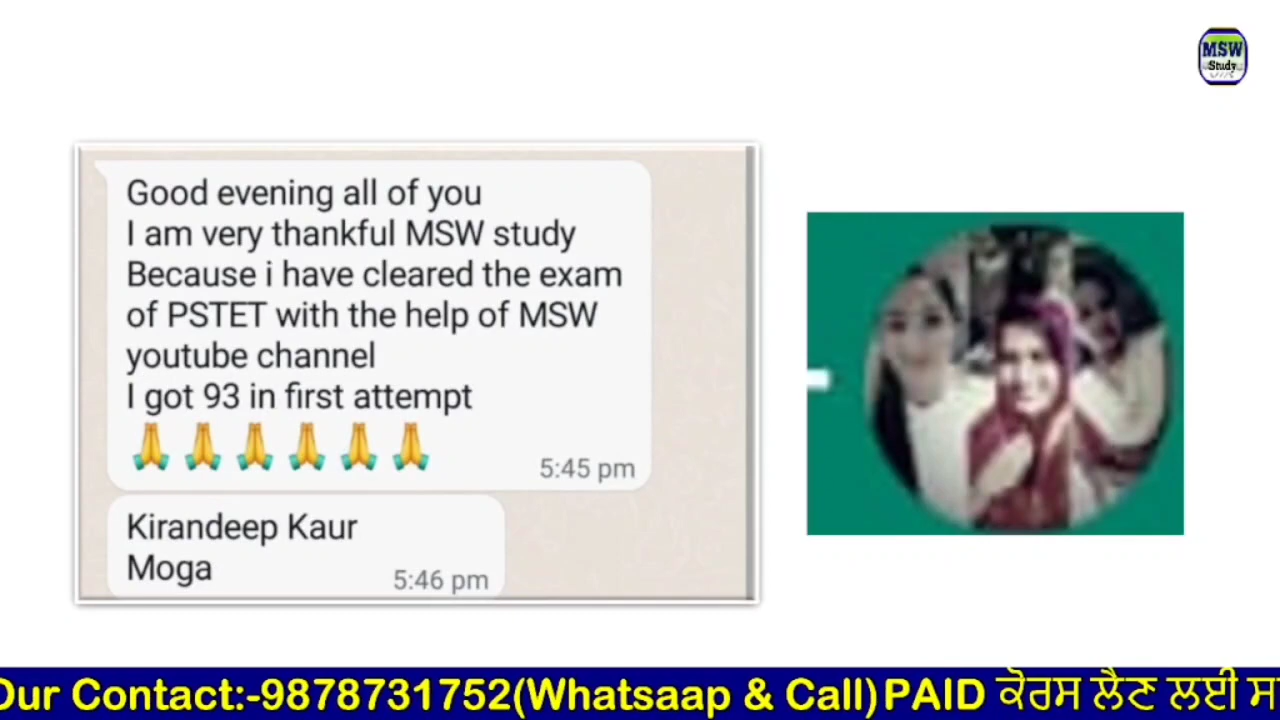 MSW
Study
Good evening all of you
I am very thankful MSW study
Because i have cleared the exam
of PSTET with the help of MSW
youtube channel
I got 93 in first attempt
🙏🙏🙏🙏🙏🙏
5:45 pm
Kirandeep Kaur
Moga
5:46 pm
Our Contact:-9878731752(Whatsaap & Call) PAID ਕੋਰਸ ਲੈਣ ਲਈ